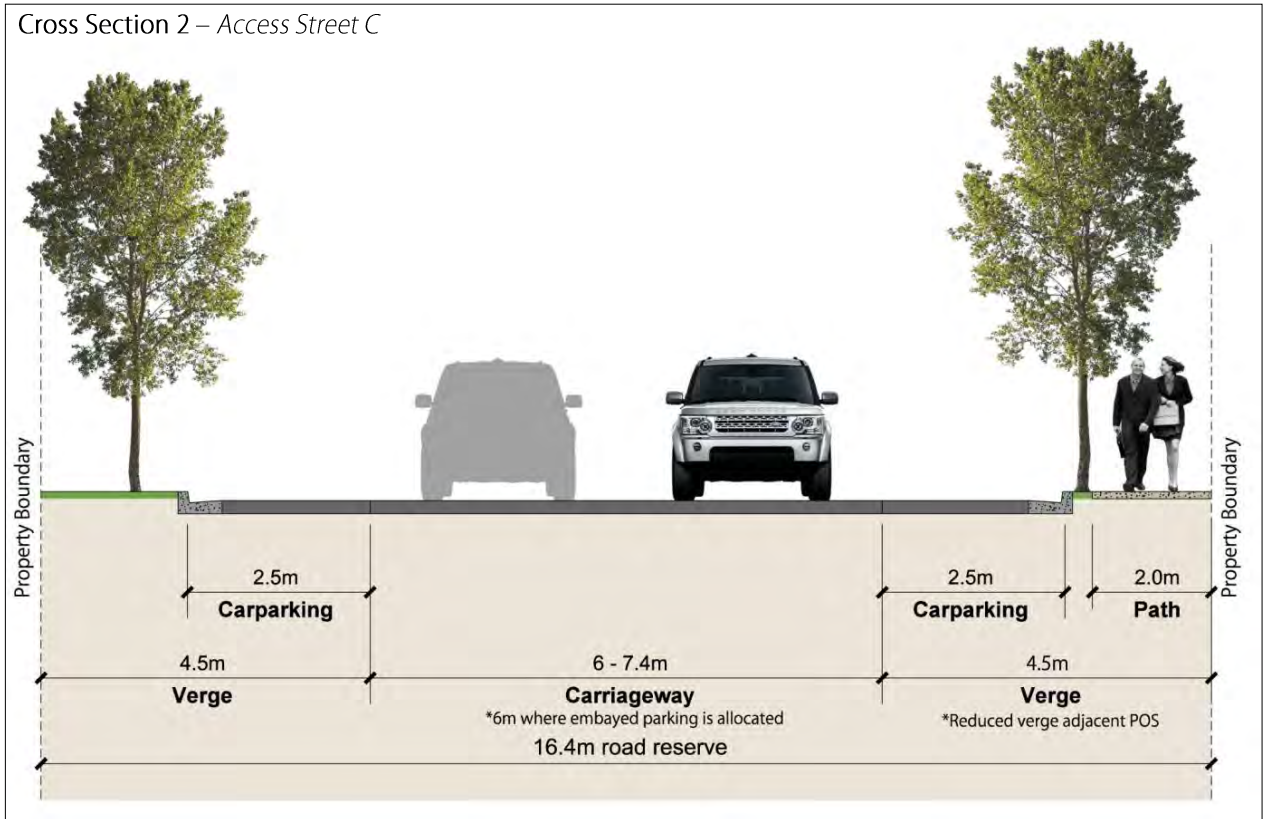 Cross Section 2 – Access Street C
Property Boundary
Property Boundary
2.5m
Carparking
2.5m
Carparking
2.0m
Path
4.5m
Verge
6 - 7.4m
Carriageway
*6m where embayed parking is allocated
4.5m
Verge
*Reduced verge adjacent POS
16.4m road reserve